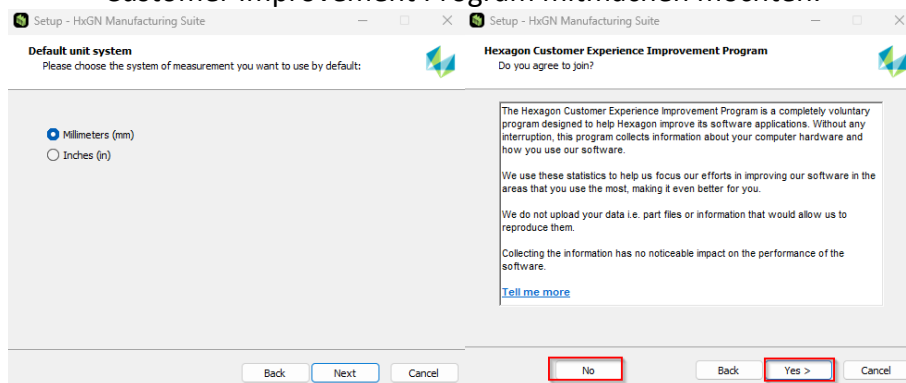 Customer Improvement Program mitmachen möchten.
Setup - HxGN Manufacturing Suite
Default unit system
Please choose the system of measurement you want to use by default:
Millimeters (mm)
Inches (in)
Back
Next
Cancel
Setup - HxGN Manufacturing Suite
Hexagon Customer Experience Improvement Program
Do you agree to join?
The Hexagon Customer Experience Improvement Program is a completely voluntary
program designed to help Hexagon improve its software applications. Without any
interruption, this program collects information about your computer hardware and
how you use our software.
We use these statistics to help us focus our efforts in improving our software in the
areas that you use the most, making it even better for you.
We do not upload your data i.e. part files or information that would allow us to
reproduce them.
Collecting the information has no noticeable impact on the performance of the
software.
Tell me more
No
Back
Yes >
Cancel